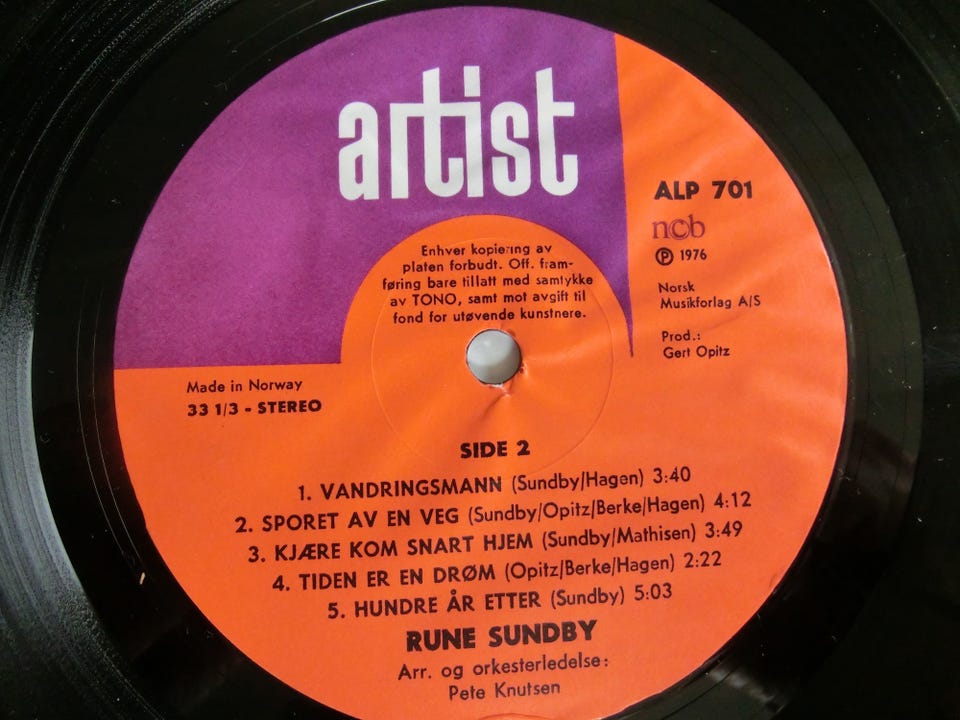 artist
ALP 701
ncb
Ⓟ 1976
Norsk
Musikforlag A/S
Prod.:
Gert Opitz
Enhver kopiering av
platen forbudt. Off. fram-
føring bare tillatt med samtykke
av TONO, samt mot avgift til
fond for utøvende kunstnere.
Made in Norway
33 1/3 - STEREO
SIDE 2
1. VANDRINGSMANN (Sundby/Hagen) 3:40
2. SPORET AV EN VEG (Sundby/Opitz/Berke/Hagen) 4:12
3. KJÆRE KOM SNART HJEM (Sundby/Mathisen) 3:49
4. TIDEN ER EN DRØM (Opitz/Berke/Hagen) 2:22
5. HUNDRE ÅR ETTER (Sundby) 5:03
RUNE SUNDBY
Arr. og orkesterledelse:
Pete Knutsen